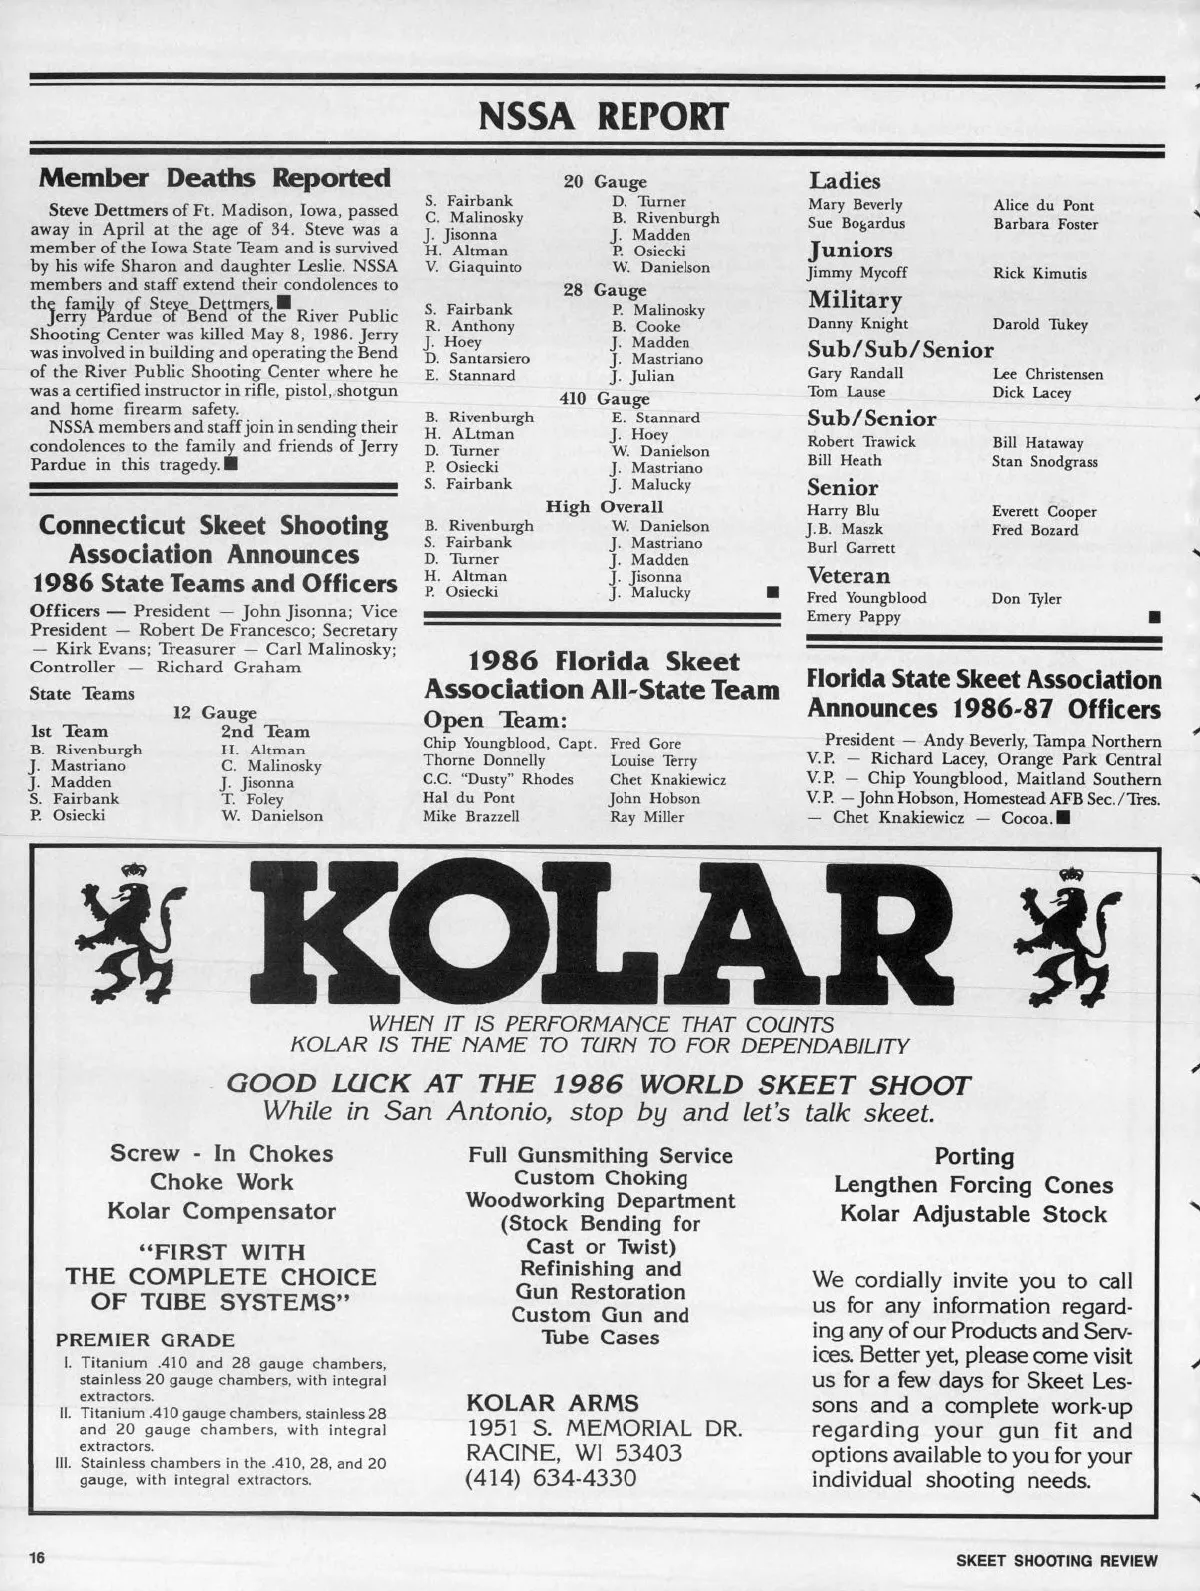 NSSA REPORT
Member Deaths Reported
Steve Dettmers of Ft. Madison, Iowa, passed
away in April at the age of 34. Steve was a
member of the Iowa State Team and is survived
by his wife Sharon and daughter Leslie. NSSA
members and staff extend their condolences to
the family of Steve Dettmers.■
Jerry Pardue of Bend of the River Public
Shooting Center was killed May 8, 1986. Jerry
was involved in building and operating the Bend
of the River Public Shooting Center where he
was a certified instructor in rifle, pistol, shotgun
and home firearm safety.
NSSA members and staff join in sending their
condolences to the family and friends of Jerry
Pardue in this tragedy.■
Connecticut Skeet Shooting
Association Announces
1986 State Teams and Officers
Officers — President — John Jisonna; Vice
President — Robert De Francesco; Secretary
— Kirk Evans; Treasurer — Carl Malinosky;
Controller — Richard Graham
State Teams
12 Gauge
1st Team 2nd Team
B. Rivenburgh H. Altman
J. Mastriano C. Malinosky
J. Madden J. Jisonna
S. Fairbank T. Foley
P. Osiecki W. Danielson
20 Gauge
S. Fairbank D. Turner
C. Malinosky B. Rivenburgh
J. Jisonna J. Madden
H. Altman P. Osiecki
V. Giaquinto W. Danielson
28 Gauge
S. Fairbank P. Malinosky
R. Anthony B. Cooke
J. Hoey J. Madden
D. Santarsiero J. Mastriano
E. Stannard J. Julian
410 Gauge
B. Rivenburgh E. Stannard
H. ALtman J. Hoey
D. Turner W. Danielson
P. Osiecki J. Mastriano
S. Fairbank J. Malucky
High Overall
B. Rivenburgh W. Danielson
S. Fairbank J. Mastriano
D. Turner J. Madden
H. Altman J. Jisonna
P. Osiecki J. Malucky ■
1986 Florida Skeet
Association All-State Team
Open Team:
Chip Youngblood, Capt. Fred Gore
Thorne Donnelly Louise Terry
C.C. “Dusty” Rhodes Chet Knakiewicz
Hal du Pont John Hobson
Mike Brazzell Ray Miller
Ladies
Mary Beverly Alice du Pont
Sue Bogardus Barbara Foster
Juniors
Jimmy Mycoff Rick Kimutis
Military
Danny Knight Darold Tukey
Sub/Sub/Senior
Gary Randall Lee Christensen
Tom Lause Dick Lacey
Sub/Senior
Robert Trawick Bill Hataway
Bill Heath Stan Snodgrass
Senior
Harry Blu Everett Cooper
J.B. Maszk Fred Bozard
Burl Garrett
Veteran
Fred Youngblood Don Tyler
Emery Pappy ■
Florida State Skeet Association
Announces 1986-87 Officers
President — Andy Beverly, Tampa Northern
V.P. — Richard Lacey, Orange Park Central
V.P. — Chip Youngblood, Maitland Southern
V.P. — John Hobson, Homestead AFB Sec./Tres.
— Chet Knakiewicz — Cocoa.■
KOLAR
WHEN IT IS PERFORMANCE THAT COUNTS
KOLAR IS THE NAME TO TURN TO FOR DEPENDABILITY
GOOD LUCK AT THE 1986 WORLD SKEET SHOOT
While in San Antonio, stop by and let's talk skeet.
Screw - In Chokes
Choke Work
Kolar Compensator
“FIRST WITH
THE COMPLETE CHOICE
OF TUBE SYSTEMS”
PREMIER GRADE
I. Titanium .410 and 28 gauge chambers,
stainless 20 gauge chambers, with integral
extractors.
II. Titanium .410 gauge chambers, stainless 28
and 20 gauge chambers, with integral
extractors.
III. Stainless chambers in the .410, 28, and 20
gauge, with integral extractors.
Full Gunsmithing Service
Custom Choking
Woodworking Department
(Stock Bending for
Cast or Twist)
Refinishing and
Gun Restoration
Custom Gun and
Tube Cases
KOLAR ARMS
1951 S. MEMORIAL DR.
RACINE, WI 53403
(414) 634-4330
Porting
Lengthen Forcing Cones
Kolar Adjustable Stock
We cordially invite you to call
us for any information regard-
ing any of our Products and Serv-
ices. Better yet, please come visit
us for a few days for Skeet Les-
sons and a complete work-up
regarding your gun fit and
options available to you for your
individual shooting needs.
16
SKEET SHOOTING REVIEW